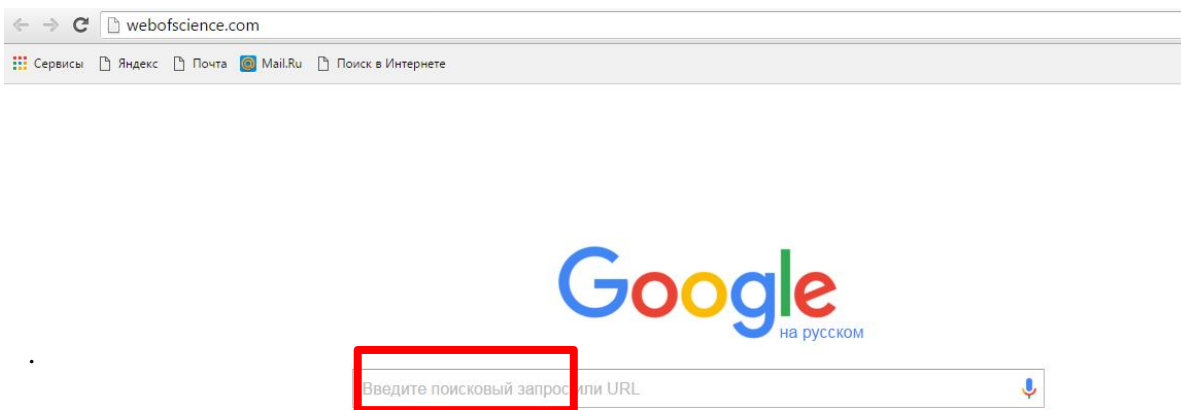 webofscience.com
Сервисы Яндекс Почта Mail.Ru Поиск в Интернете
Google
на русском
.
Введите поисковый запрос или URL